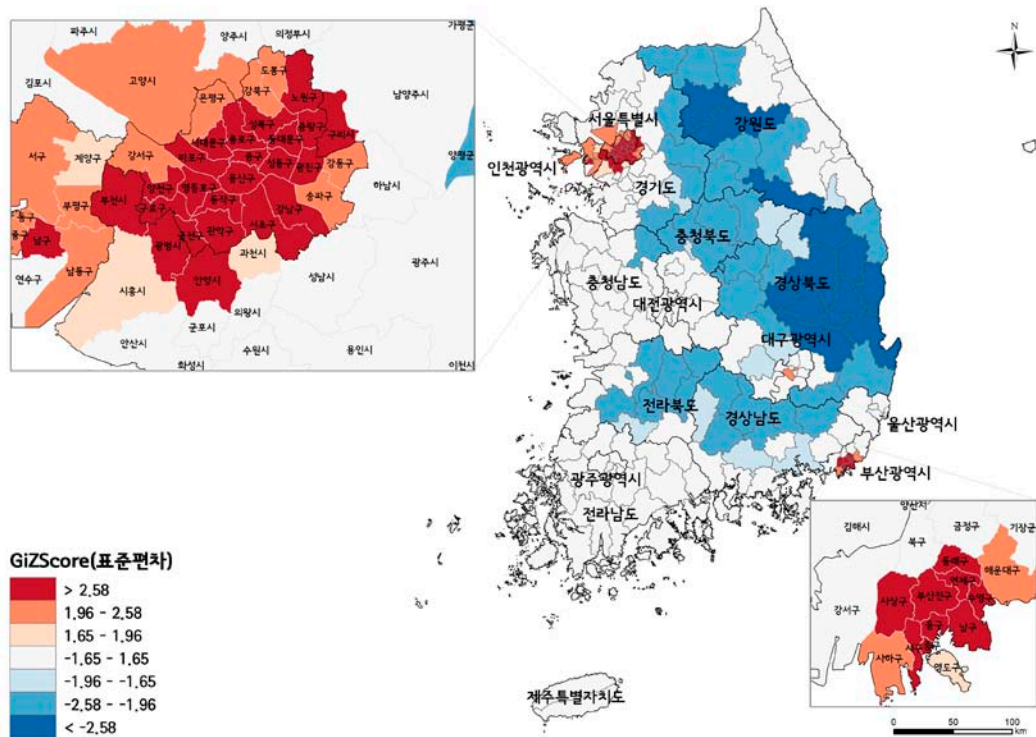 파주시
양주시
의정부시
가평군
김포시
고양시
도봉구
은평구
강북구
노원구
남양주시
성북구
중랑구
서대문구
종로구
동대문구
구리시
서구
계양구
강서구
마포구
중구
성동구
광진구
강동구
양평군
용산구
하남시
부천시
양천구
영등포구
송파구
부평구
구로구
동작구
강남구
동구
중구
남구
금천구
관악구
서초구
광명시
과천시
남동구
연수구
시흥시
안양시
성남시
광주시
의왕시
군포시
안산시
수원시
용인시
화성시
이천시
N
서울특별시
강원도
인천광역시
경기도
충청북도
충청남도
경상북도
대전광역시
대구광역시
전라북도
경상남도
울산광역시
부산광역시
광주광역시
전라남도
제주특별자치도
양산시
김해시
금정구
기장군
북구
동래구
해운대구
연제구
강서구
사상구
부산진구
수영구
동구
남구
서구
사하구
영도구
GiZScore(표준편차)
> 2.58
1.96 - 2.58
1.65 - 1.96
-1.65 - 1.65
-1.96 - -1.65
-2.58 - -1.96
< -2.58
0 50 100
km